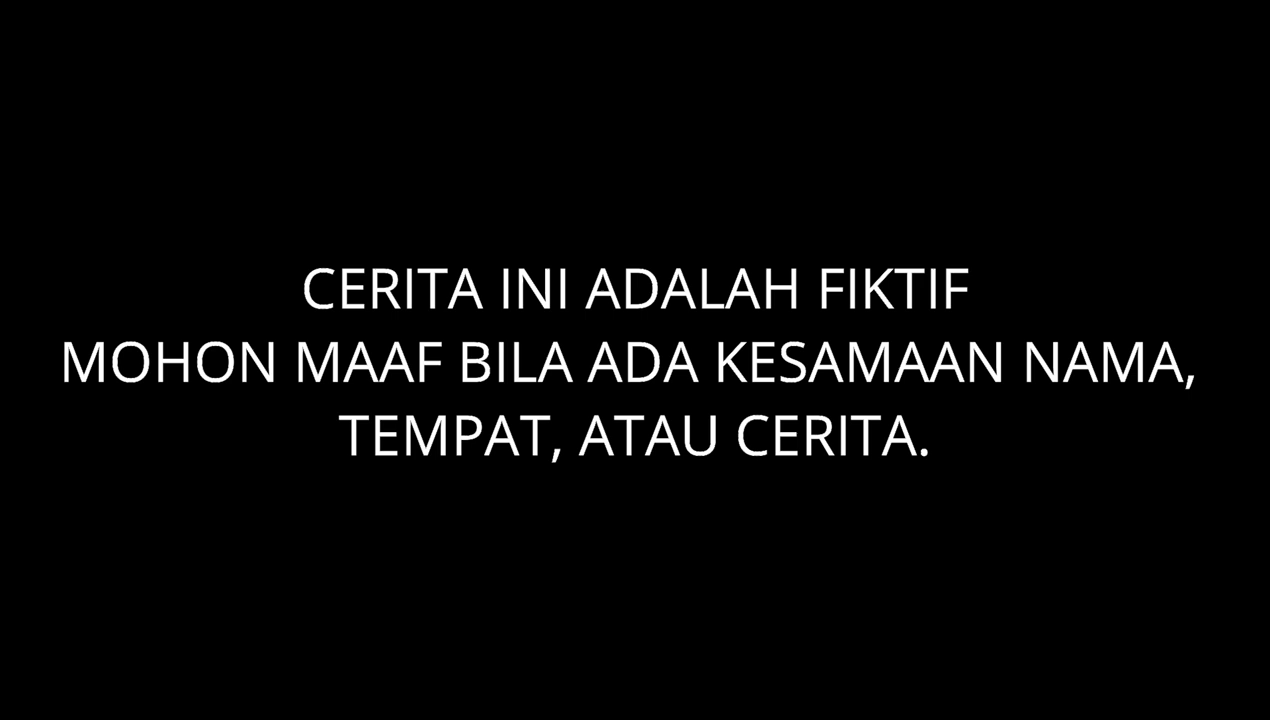 CERITA INI ADALAH FIKTIF
MOHON MAAF BILA ADA KESAMAAN NAMA,
TEMPAT, ATAU CERITA.